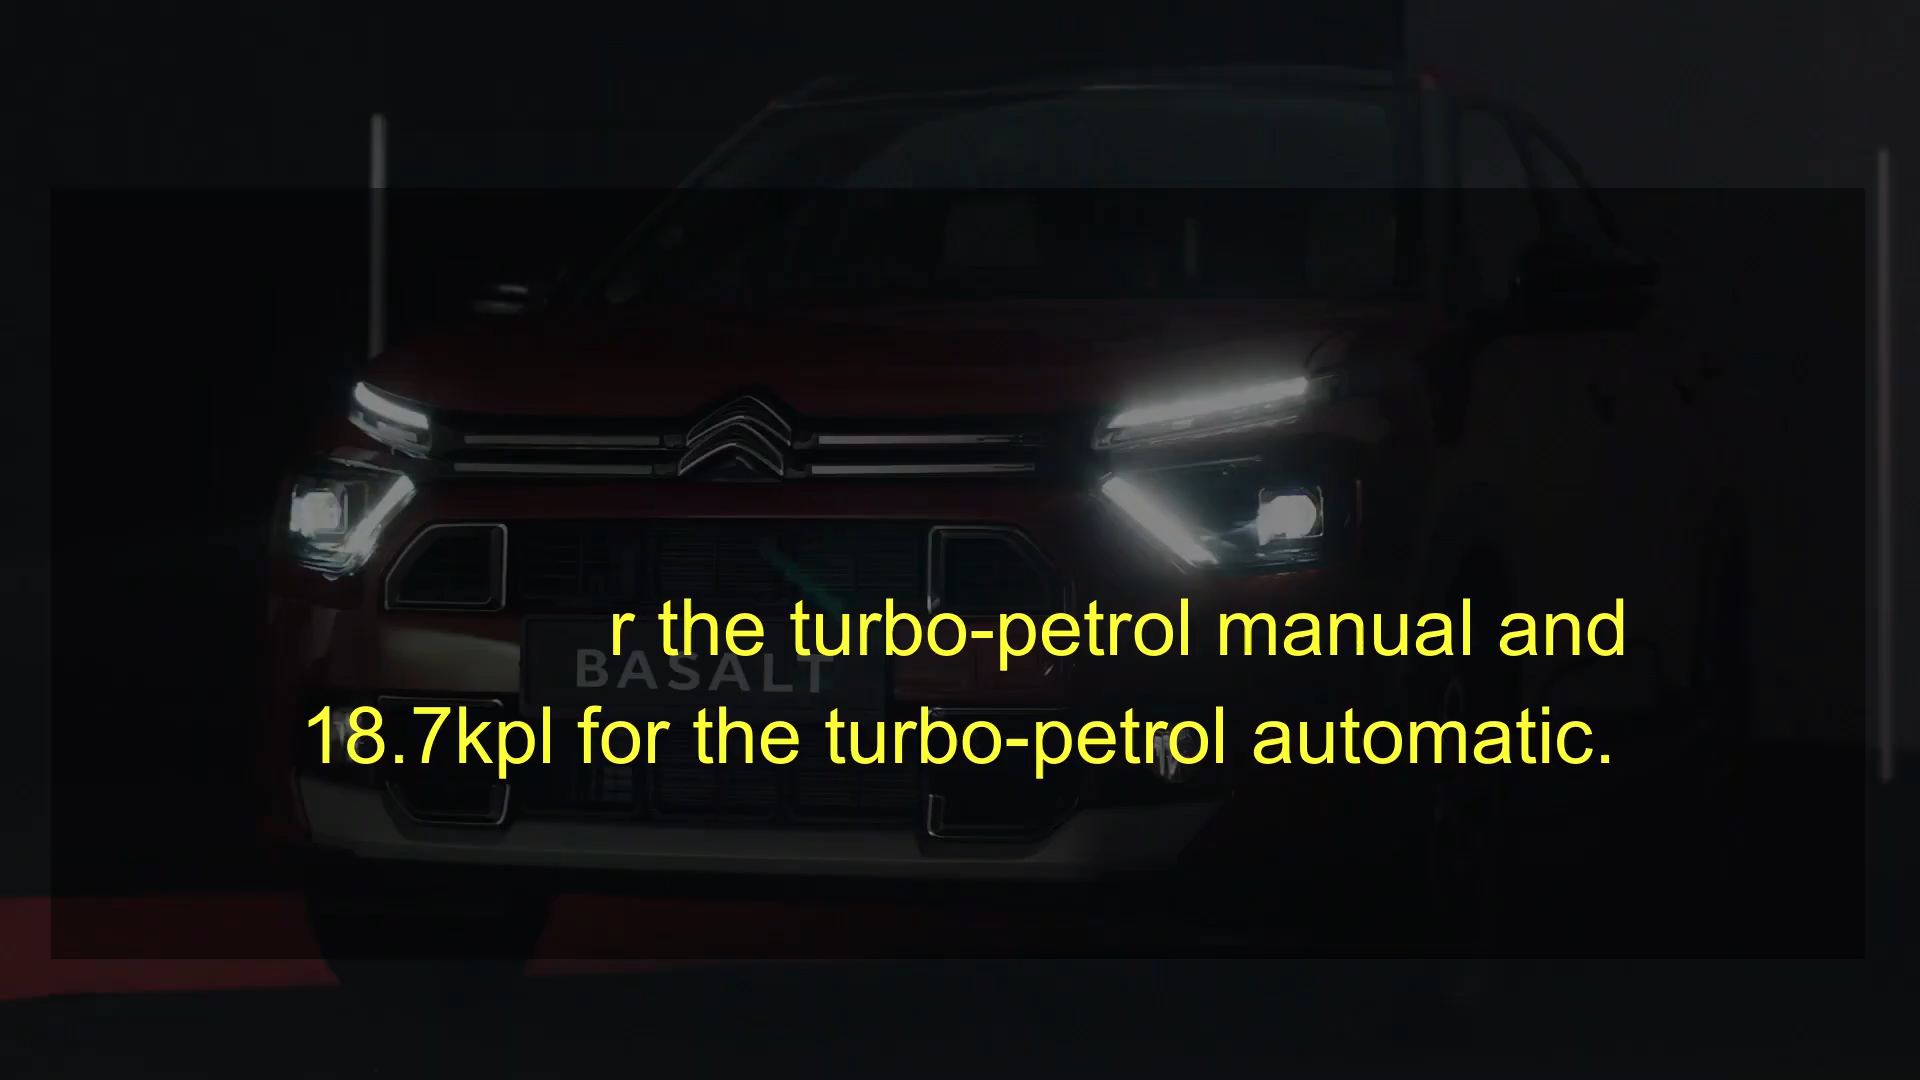 r the turbo-petrol manual and
BASALT
18.7kpl for the turbo-petrol automatic.